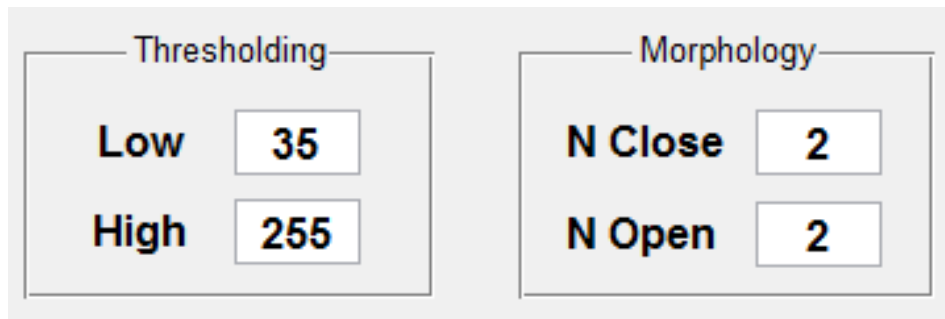 Thresholding
Low 35
High 255
Morphology
N Close 2
N Open 2